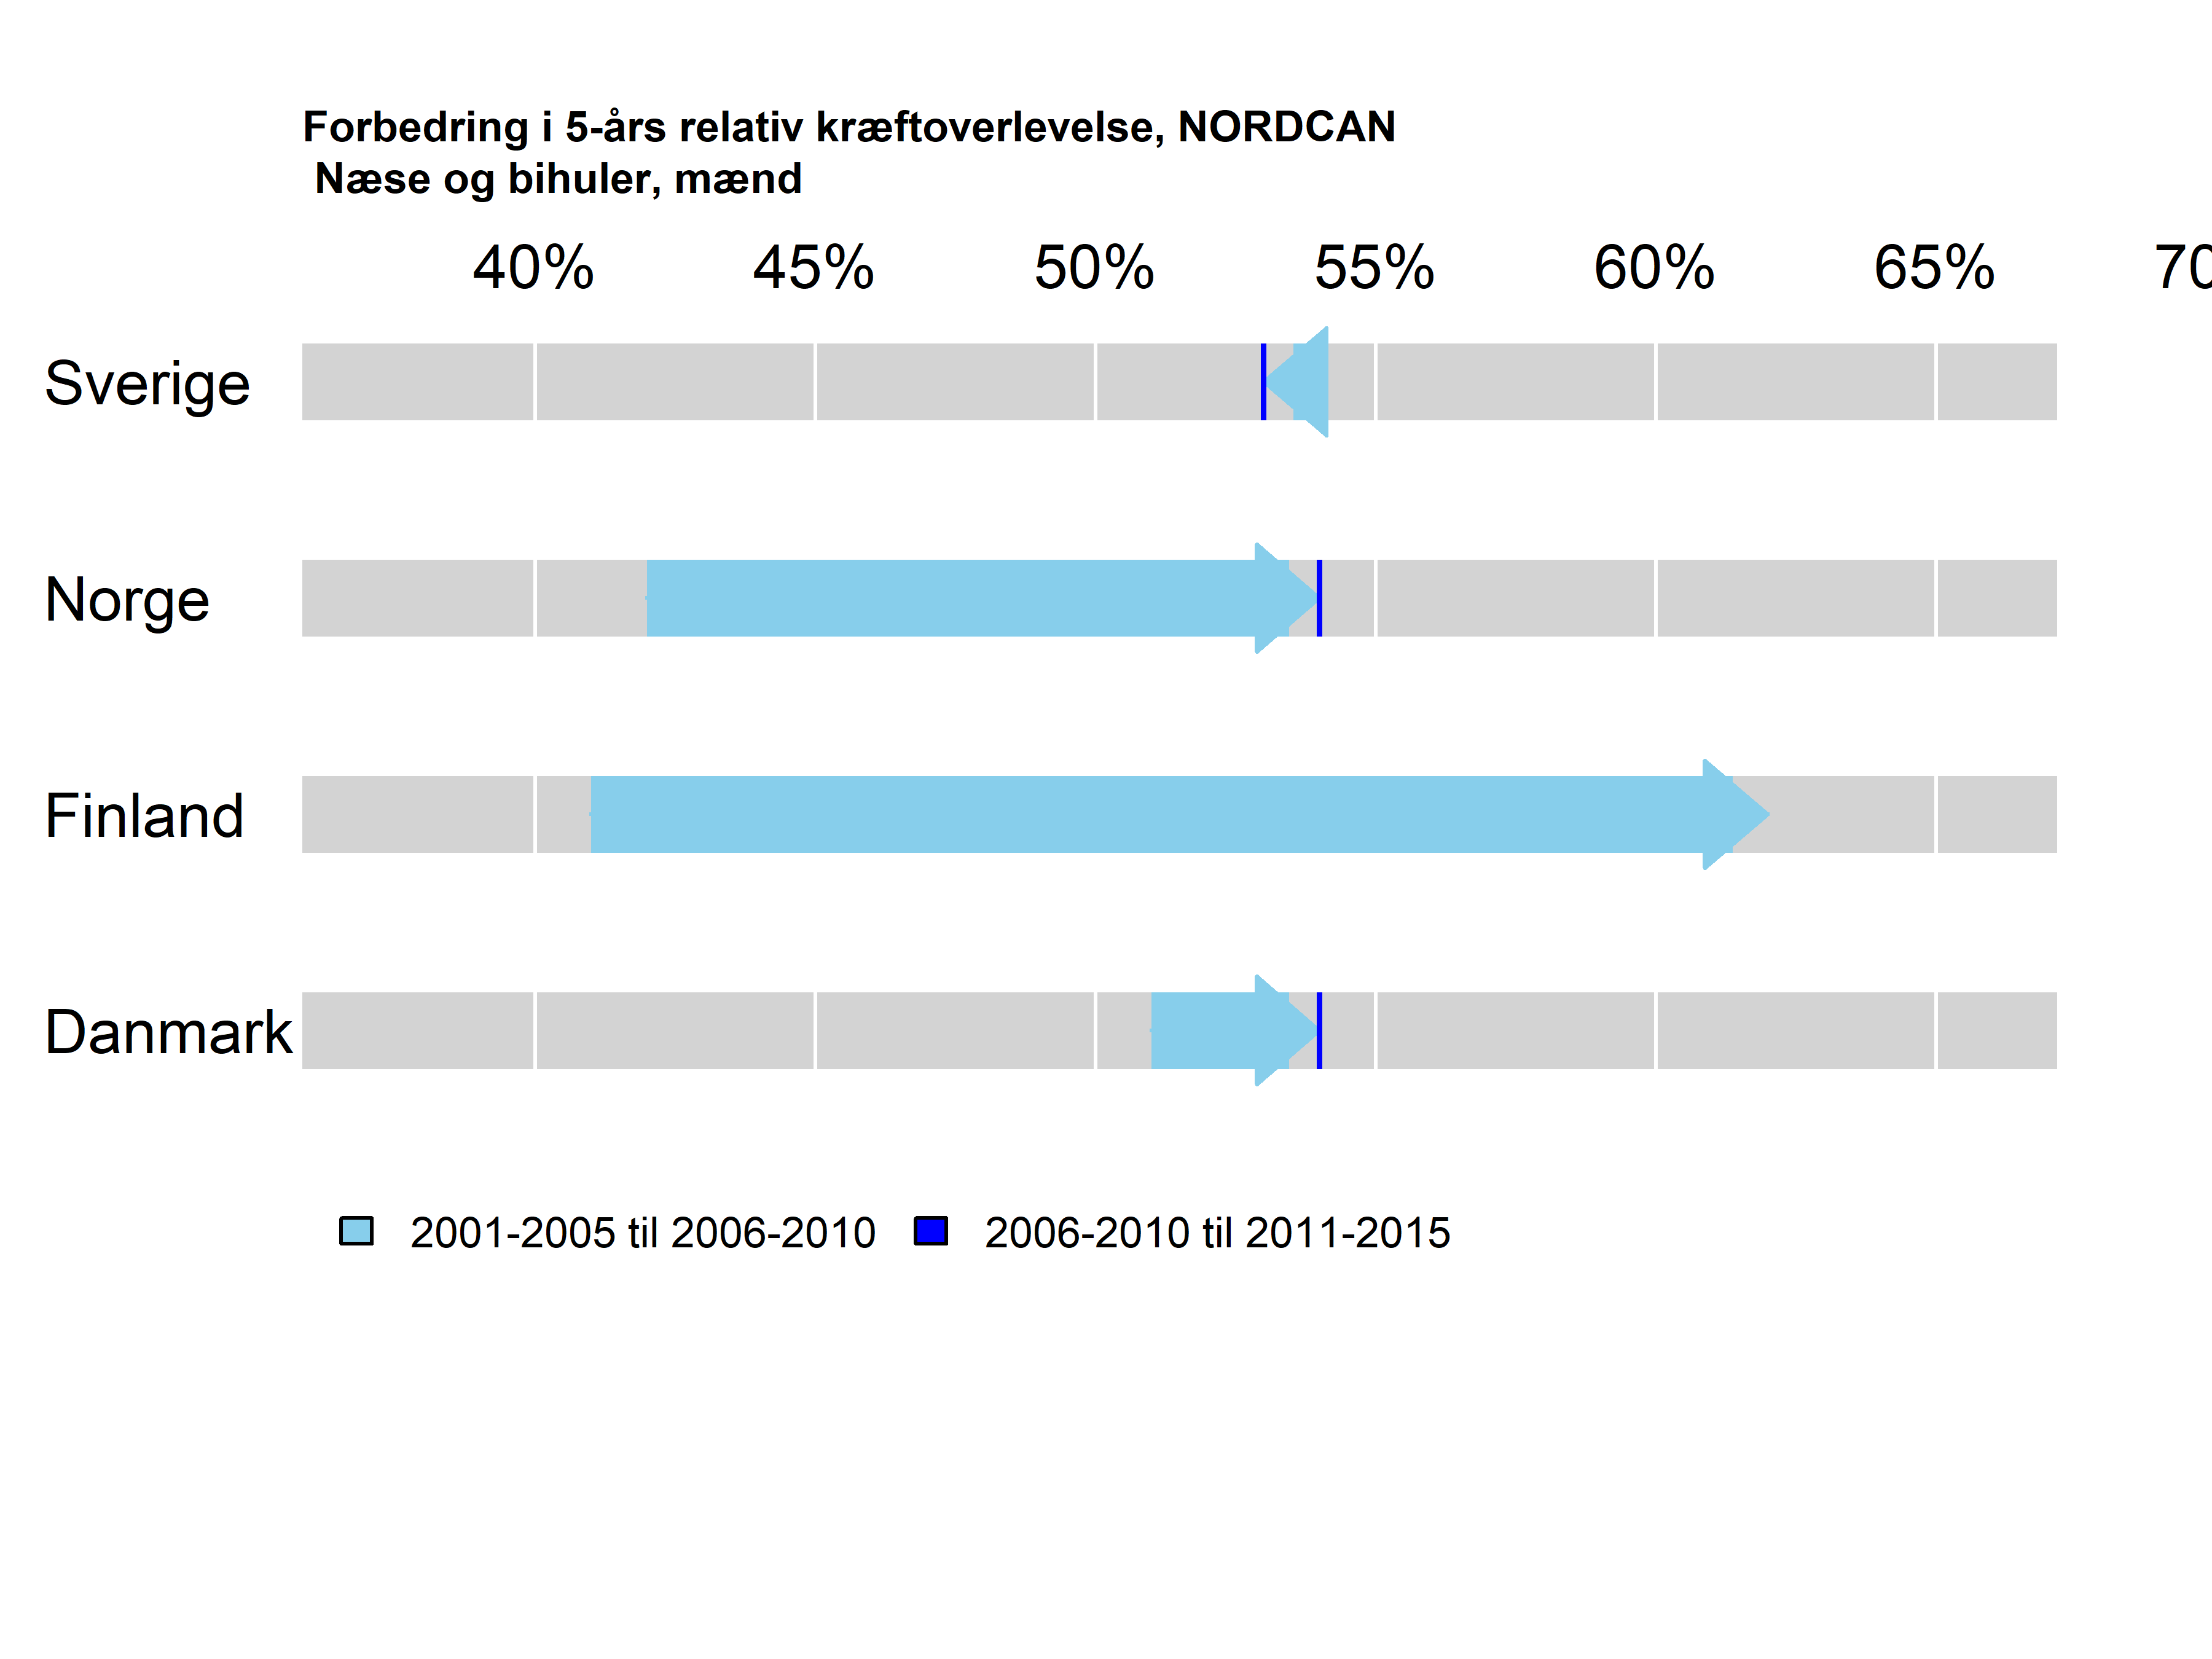 Forbedring i 5-års relativ kræftoverlevelse, NORDCAN
Næse og bihuler, mænd
40% 45% 50% 55% 60% 65% 70
Sverige
Norge
Finland
Danmark
2001-2005 til 2006-2010 2006-2010 til 2011-2015